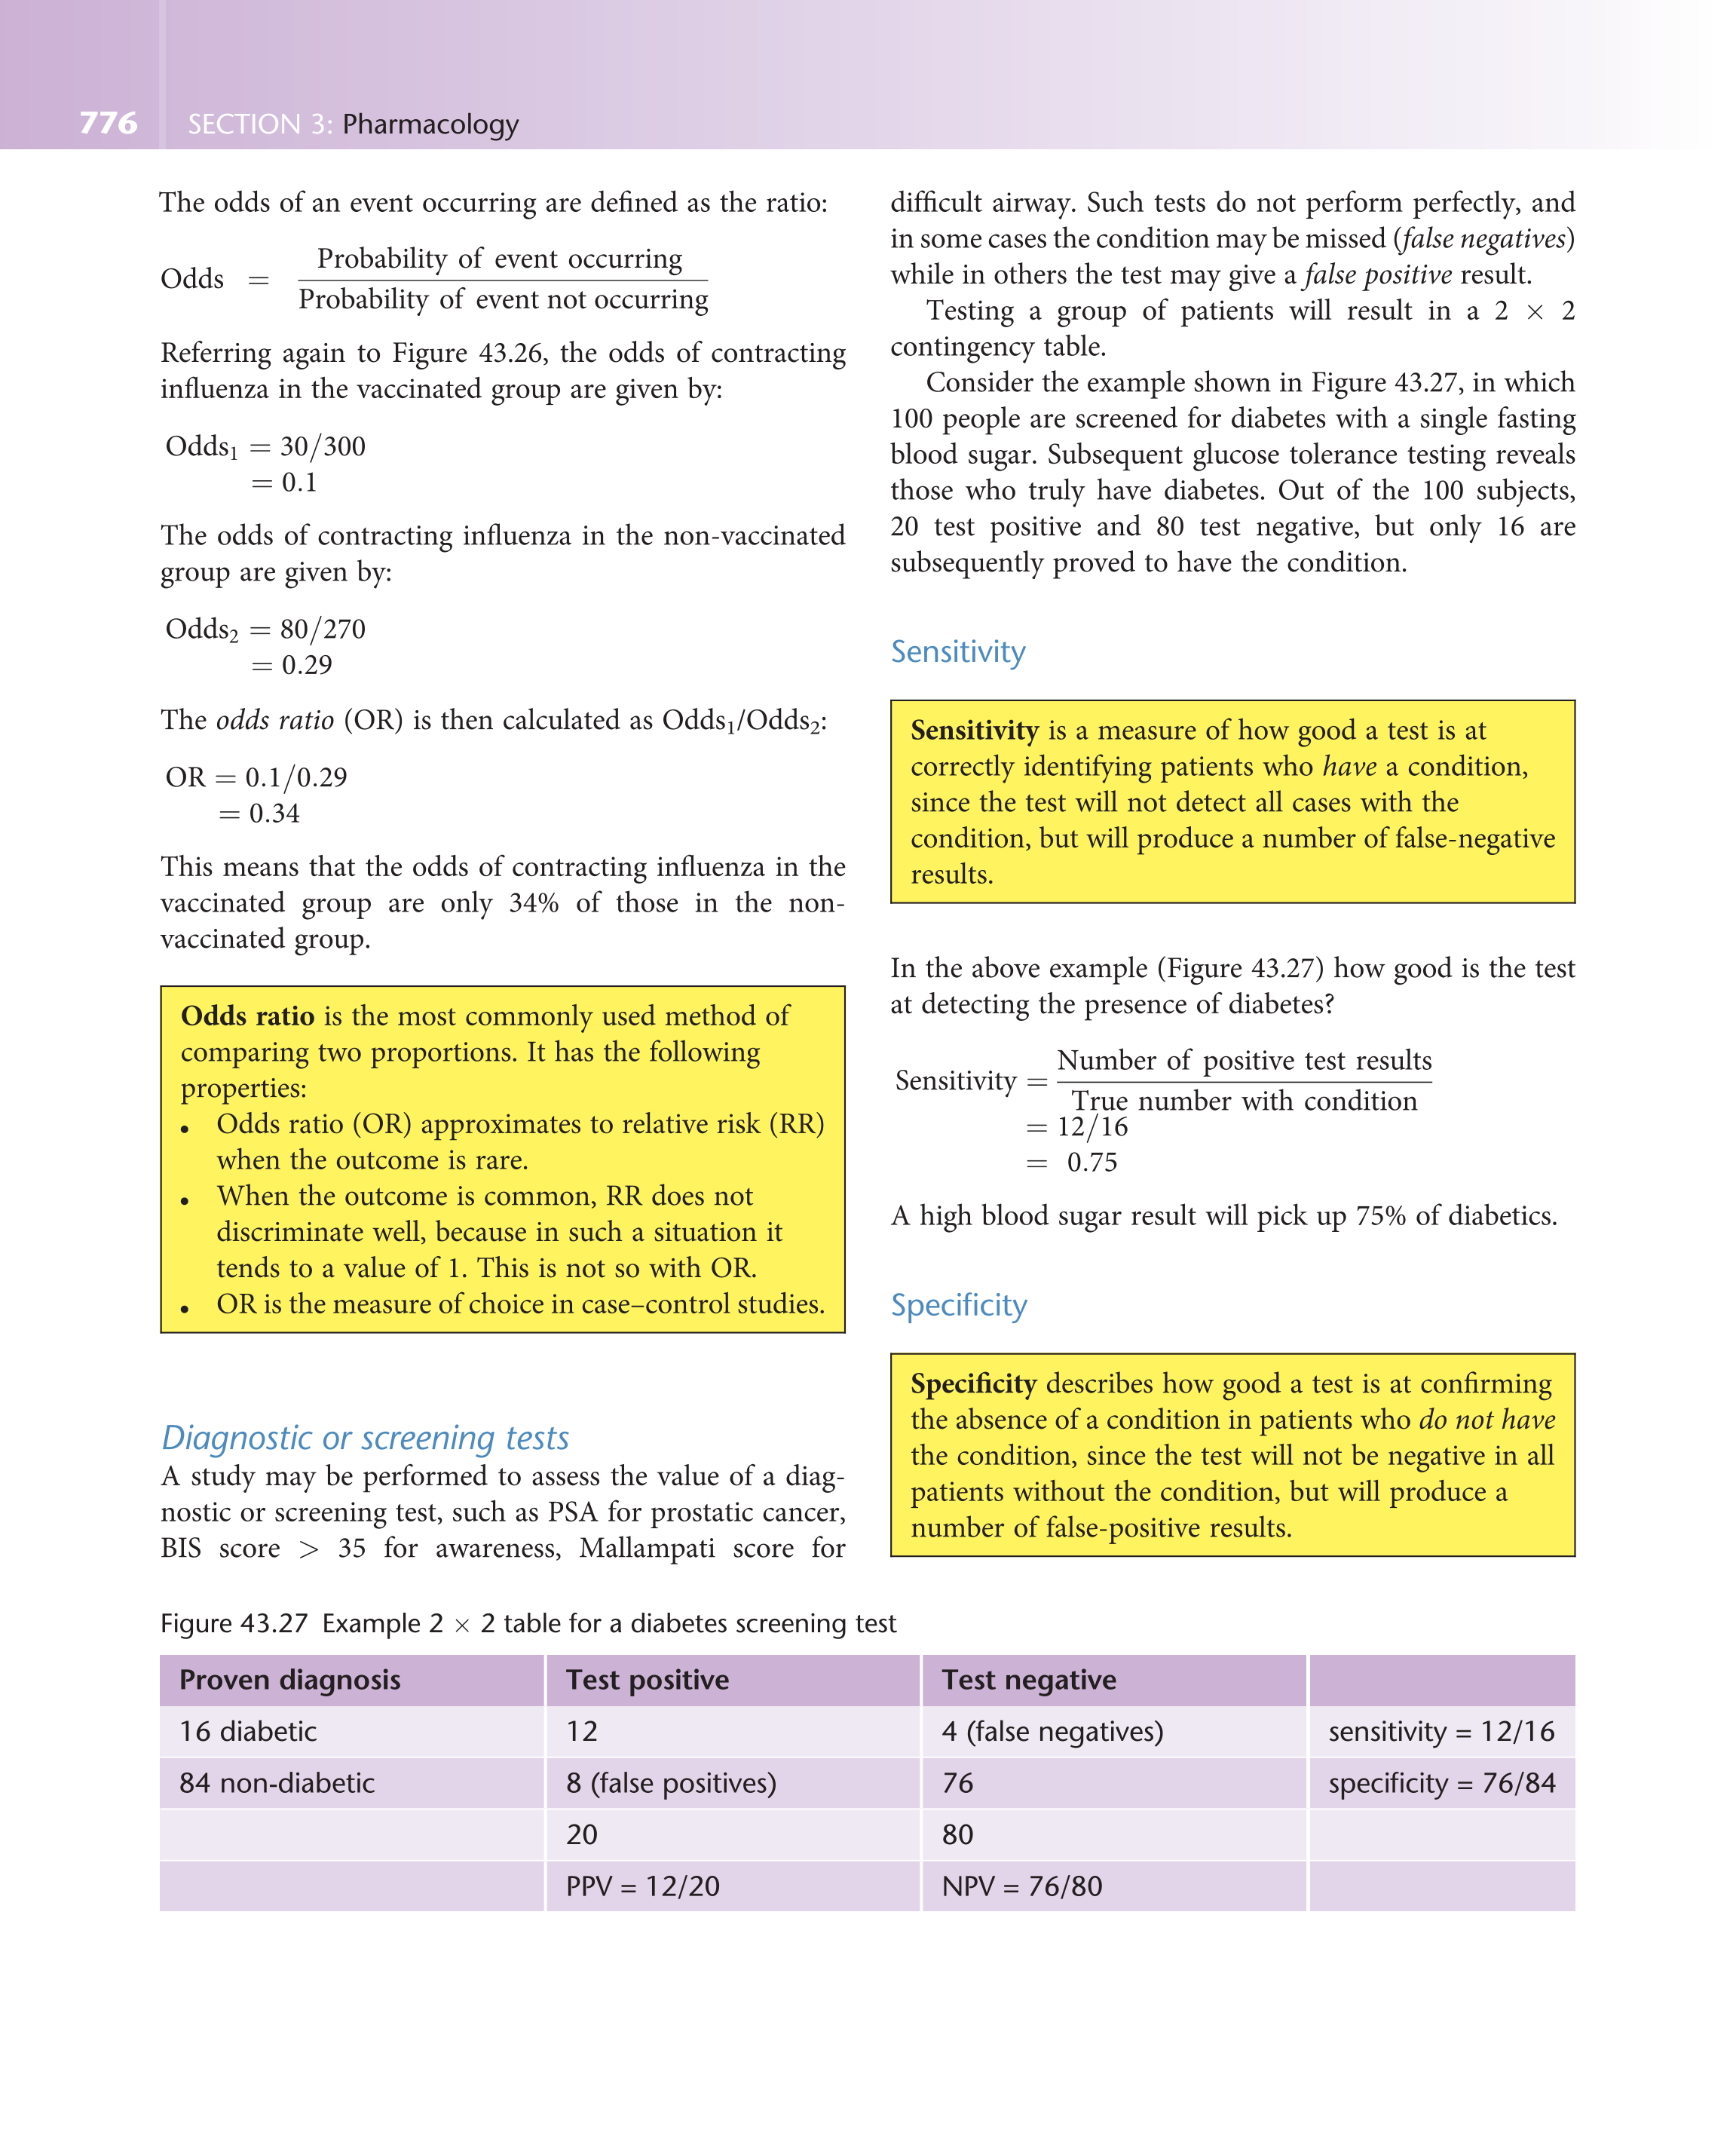 776 SECTION 3: Pharmacology
The odds of an event occurring are defined as the ratio:
Odds = Probability of event occurring / Probability of event not occurring
Referring again to Figure 43.26, the odds of contracting
influenza in the vaccinated group are given by:
Odds₁ = 30/300
= 0.1
The odds of contracting influenza in the non-vaccinated
group are given by:
Odds₂ = 80/270
= 0.29
The odds ratio (OR) is then calculated as Odds₁/Odds₂:
OR = 0.1/0.29
= 0.34
This means that the odds of contracting influenza in the
vaccinated group are only 34% of those in the non-
vaccinated group.
Odds ratio is the most commonly used method of
comparing two proportions. It has the following
properties:
• Odds ratio (OR) approximates to relative risk (RR)
when the outcome is rare.
• When the outcome is common, RR does not
discriminate well, because in such a situation it
tends to a value of 1. This is not so with OR.
• OR is the measure of choice in case–control studies.
Diagnostic or screening tests
A study may be performed to assess the value of a diag-
nostic or screening test, such as PSA for prostatic cancer,
BIS score > 35 for awareness, Mallampati score for
difficult airway. Such tests do not perform perfectly, and
in some cases the condition may be missed (false negatives)
while in others the test may give a false positive result.
Testing a group of patients will result in a 2 × 2
contingency table.
Consider the example shown in Figure 43.27, in which
100 people are screened for diabetes with a single fasting
blood sugar. Subsequent glucose tolerance testing reveals
those who truly have diabetes. Out of the 100 subjects,
20 test positive and 80 test negative, but only 16 are
subsequently proved to have the condition.
Sensitivity
Sensitivity is a measure of how good a test is at
correctly identifying patients who have a condition,
since the test will not detect all cases with the
condition, but will produce a number of false-negative
results.
In the above example (Figure 43.27) how good is the test
at detecting the presence of diabetes?
Sensitivity = Number of positive test results / True number with condition
= 12/16
= 0.75
A high blood sugar result will pick up 75% of diabetics.
Specificity
Specificity describes how good a test is at confirming
the absence of a condition in patients who do not have
the condition, since the test will not be negative in all
patients without the condition, but will produce a
number of false-positive results.
Figure 43.27 Example 2 × 2 table for a diabetes screening test
Proven diagnosis Test positive Test negative
16 diabetic 12 4 (false negatives) sensitivity = 12/16
84 non-diabetic 8 (false positives) 76 specificity = 76/84
20 80
PPV = 12/20 NPV = 76/80